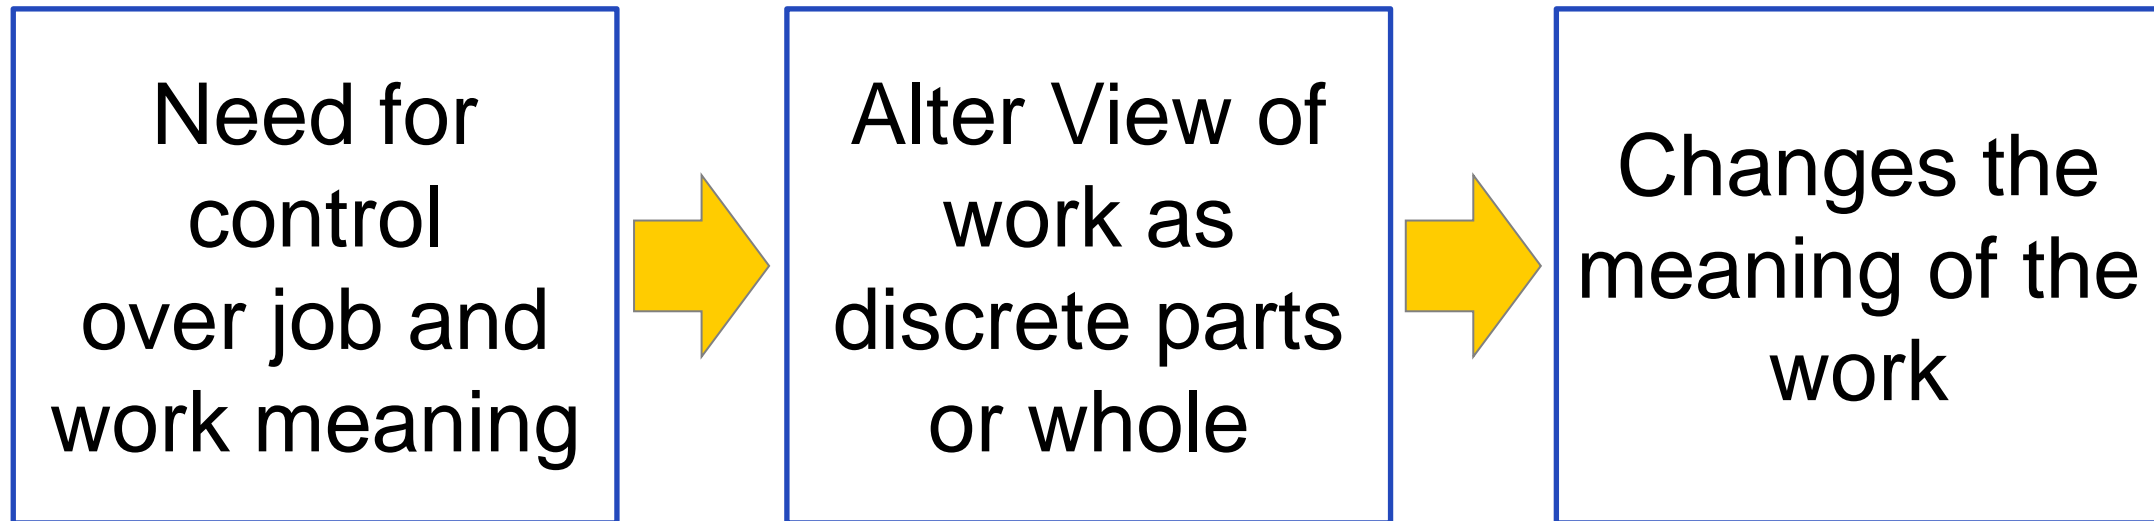 Need for
control
over job and
work meaning
Alter View of
work as
discrete parts
or whole
Changes the
meaning of the
work